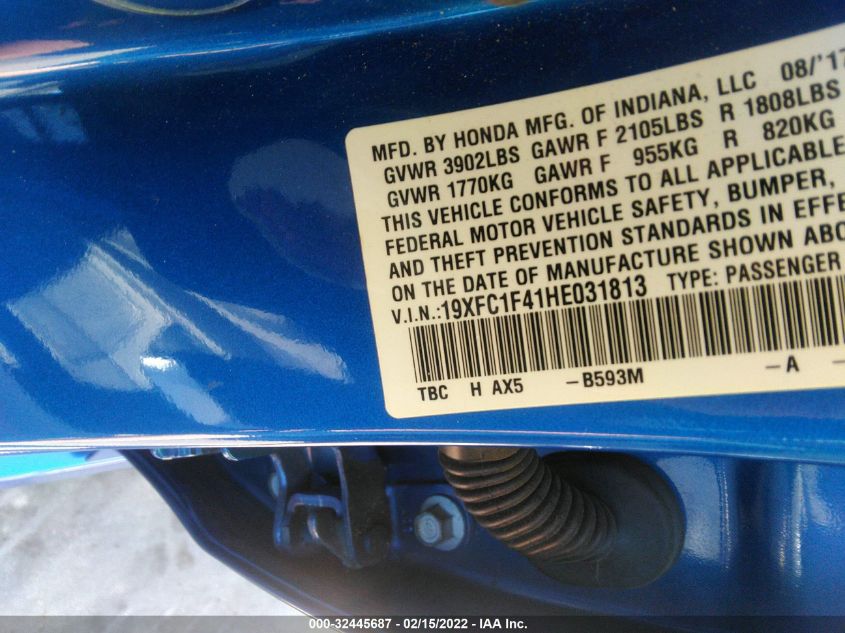 MFD. BY HONDA MFG. OF INDIANA, LLC 08/'17
GVWR 3902LBS GAWR F 2105LBS R 1808LBS
GVWR 1770KG GAWR F 955KG R 820KG
THIS VEHICLE CONFORMS TO ALL APPLICABLE
FEDERAL MOTOR VEHICLE SAFETY, BUMPER,
AND THEFT PREVENTION STANDARDS IN EFFE
ON THE DATE OF MANUFACTURE SHOWN ABO
V.I.N.:19XFC1F41HE031813 TYPE: PASSENGER
TBC H AX5 -B593M -A -
000-32445687 - 02/15/2022 - IAA Inc.